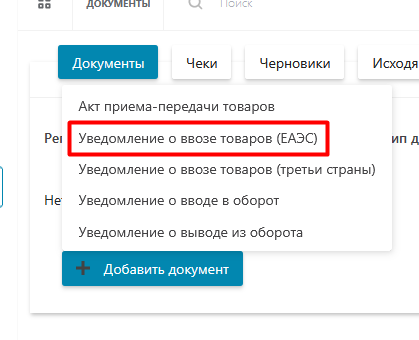 ДОКУМЕНТЫ
Поиск
Документы
Чеки
Черновики
Исходя
Акт приема-передачи товаров
Уведомление о ввозе товаров (ЕАЭС)
Уведомление о ввозе товаров (третьи страны)
Уведомление о вводе в оборот
Уведомление о выводе из оборота
Добавить документ